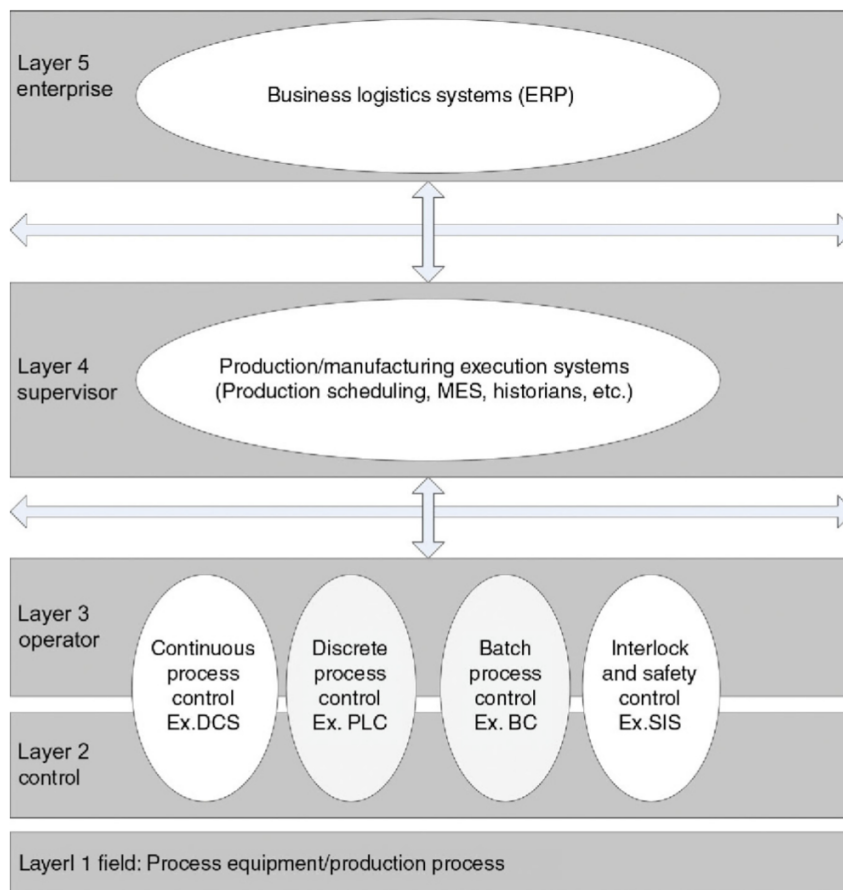 Layer 5
enterprise
Business logistics systems (ERP)
Layer 4
supervisor
Production/manufacturing execution systems
(Production scheduling, MES, historians, etc.)
Layer 3
operator
Continuous
process
control
Ex.DCS
Discrete
process
control
Ex. PLC
Batch
process
control
Ex. BC
Interlock
and safety
control
Ex.SIS
Layer 2
control
Layerl 1 field: Process equipment/production process